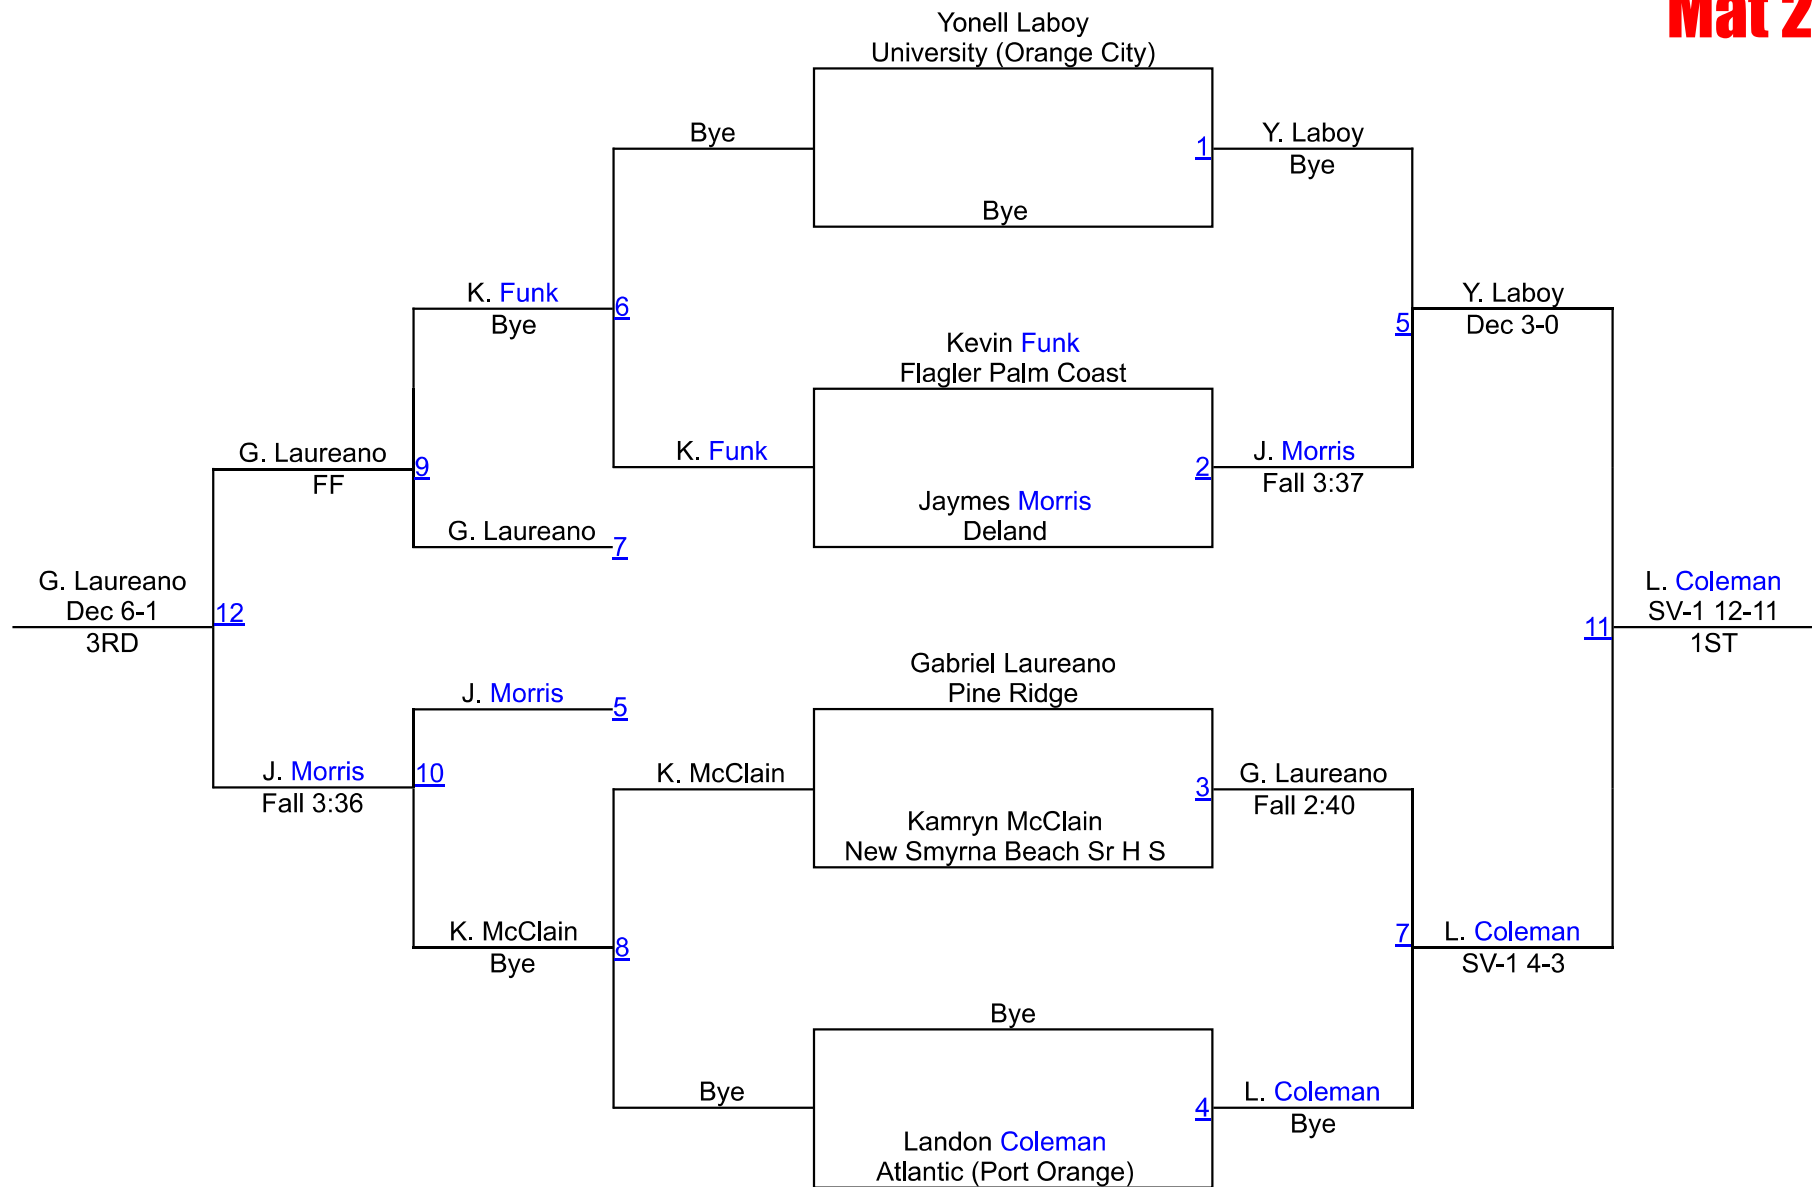 Mat 2
Yonell Laboy
University (Orange City)
Bye
1
Y. Laboy
Bye
Bye
K. Funk
Bye
6
Y. Laboy
Dec 3-0
5
Kevin Funk
Flagler Palm Coast
G. Laureano
FF
9
K. Funk
2
J. Morris
Fall 3:37
Jaymes Morris
Deland
G. Laureano
7
G. Laureano
Dec 6-1
3RD
12
L. Coleman
SV-1 12-11
1ST
11
Gabriel Laureano
Pine Ridge
J. Morris
5
J. Morris
Fall 3:36
10
K. McClain
3
G. Laureano
Fall 2:40
Kamryn McClain
New Smyrna Beach Sr H S
K. McClain
Bye
8
7
L. Coleman
SV-1 4-3
Bye
Bye
4
L. Coleman
Bye
Landon Coleman
Atlantic (Port Orange)